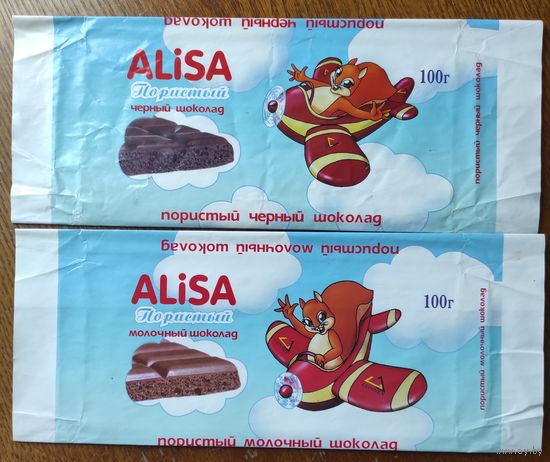 пористый черный шоколад
ALiSA
Пористый
черный шоколад
100г
пористый черный шоколад
пористый черный шоколад
пористый молочный шоколад
ALiSA
Пористый
молочный шоколад
100г
пористый молочный шоколад
пористый молочный шоколад